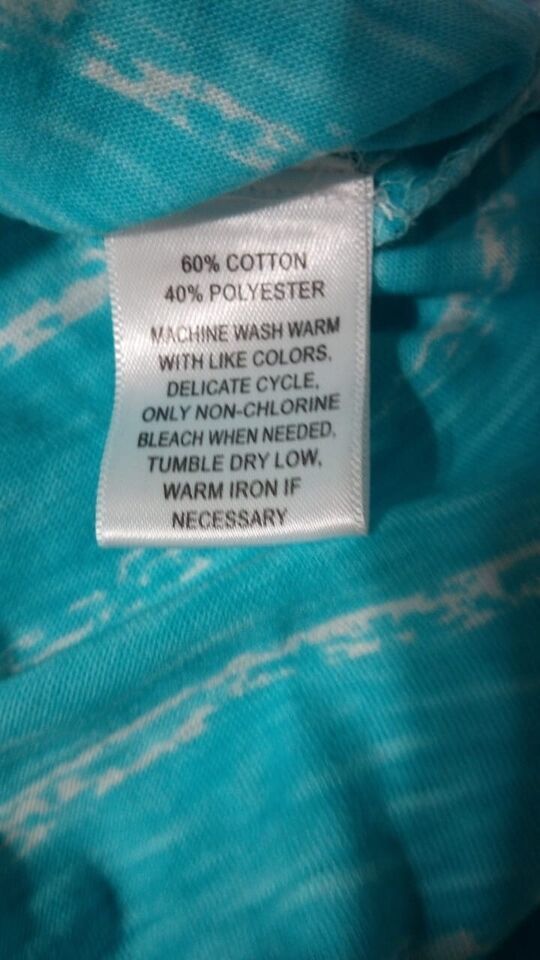 60% COTTON
40% POLYESTER
MACHINE WASH WARM
WITH LIKE COLORS,
DELICATE CYCLE,
ONLY NON-CHLORINE
BLEACH WHEN NEEDED.
TUMBLE DRY LOW,
WARM IRON IF
NECESSARY